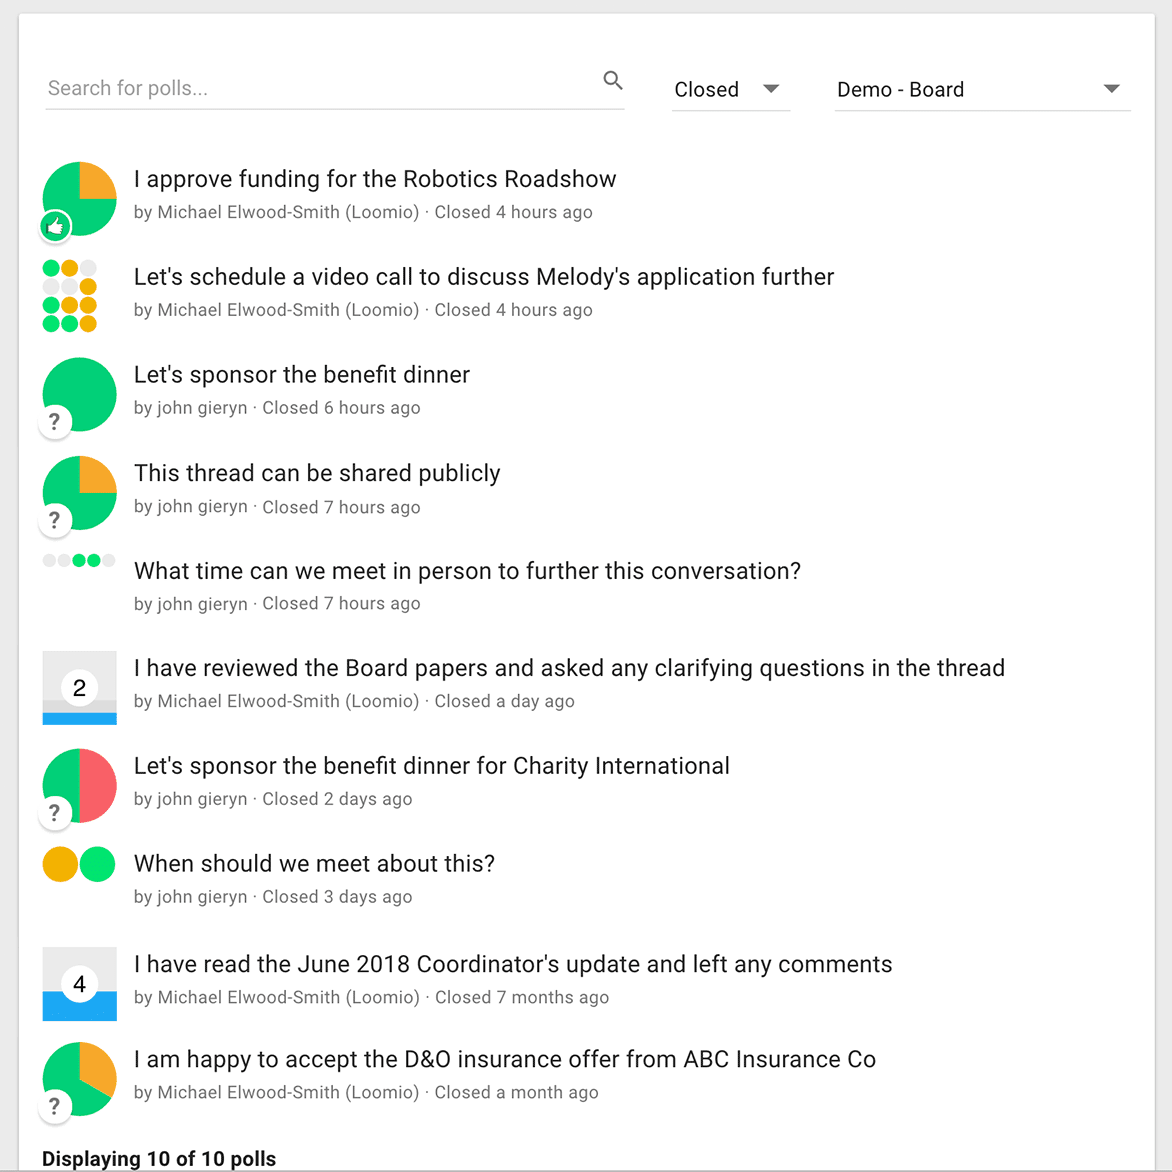 Search for polls...
Closed
Demo - Board
I approve funding for the Robotics Roadshow
by Michael Elwood-Smith (Loomio) · Closed 4 hours ago
Let's schedule a video call to discuss Melody's application further
by Michael Elwood-Smith (Loomio) · Closed 4 hours ago
Let's sponsor the benefit dinner
?
by john gieryn · Closed 6 hours ago
This thread can be shared publicly
?
by john gieryn · Closed 7 hours ago
What time can we meet in person to further this conversation?
by john gieryn · Closed 7 hours ago
2
I have reviewed the Board papers and asked any clarifying questions in the thread
by Michael Elwood-Smith (Loomio) · Closed a day ago
Let's sponsor the benefit dinner for Charity International
?
by john gieryn · Closed 2 days ago
When should we meet about this?
by john gieryn · Closed 3 days ago
4
I have read the June 2018 Coordinator's update and left any comments
by Michael Elwood-Smith (Loomio) · Closed 7 months ago
I am happy to accept the D&O insurance offer from ABC Insurance Co
?
by Michael Elwood-Smith (Loomio) · Closed a month ago
Displaying 10 of 10 polls